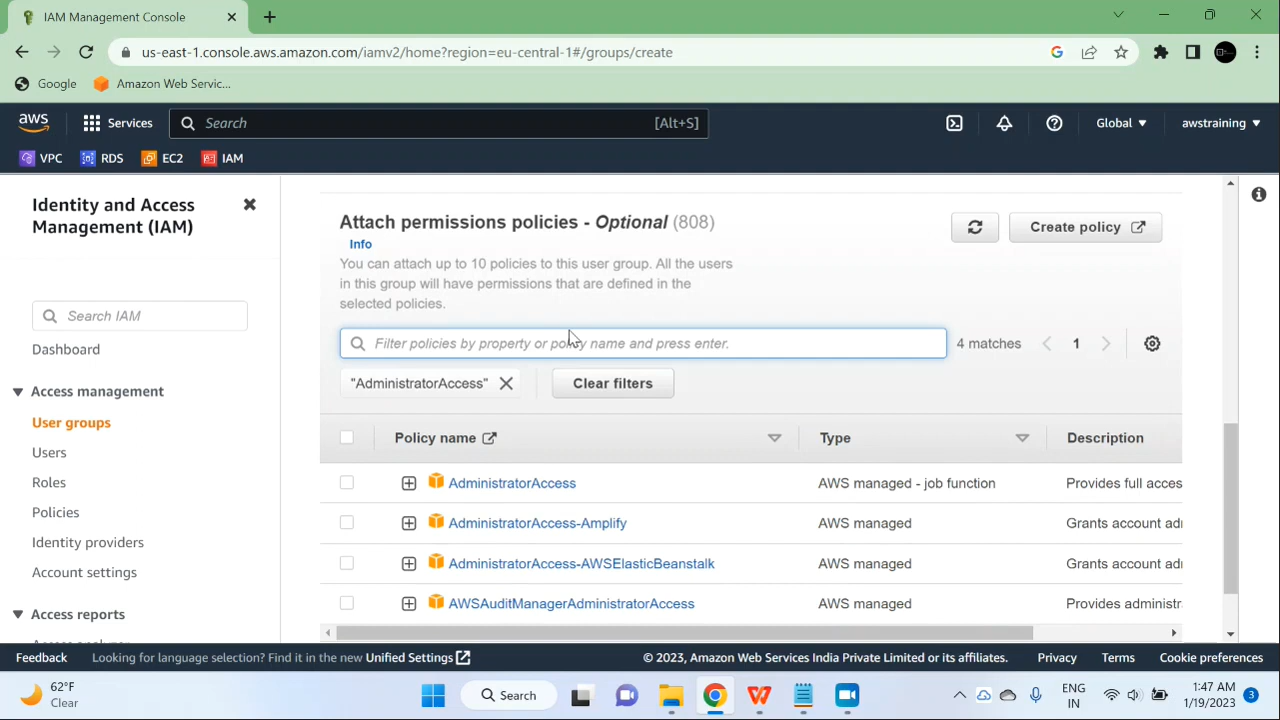 IAM Management Console
us-east-1.console.aws.amazon.com/iamv2/home?region=eu-central-1#/groups/create
Google
Amazon Web Servic...
aws
Services
Search
[Alt+S]
Global
awstraining
VPC
RDS
EC2
IAM
Identity and Access
Management (IAM)
Search IAM
Dashboard
Access management
User groups
Users
Roles
Policies
Identity providers
Account settings
Access reports
Attach permissions policies - Optional (808)
Info
You can attach up to 10 policies to this user group. All the users
in this group will have permissions that are defined in the
selected policies.
Create policy
Filter policies by property or policy name and press enter.
4 matches
1
"AdministratorAccess"
Clear filters
Policy name
Type
Description
AdministratorAccess
AWS managed - job function
Provides full acces
AdministratorAccess-Amplify
AWS managed
Grants account ad
AdministratorAccess-AWSElasticBeanstalk
AWS managed
Grants account ad
AWSAuditManagerAdministratorAccess
AWS managed
Provides administr
Feedback
Looking for language selection? Find it in the new Unified Settings
© 2023, Amazon Web Services India Private Limited or its affiliates.
Privacy
Terms
Cookie preferences
62°F
Clear
Search
ENG
IN
1:47 AM
1/19/2023
3